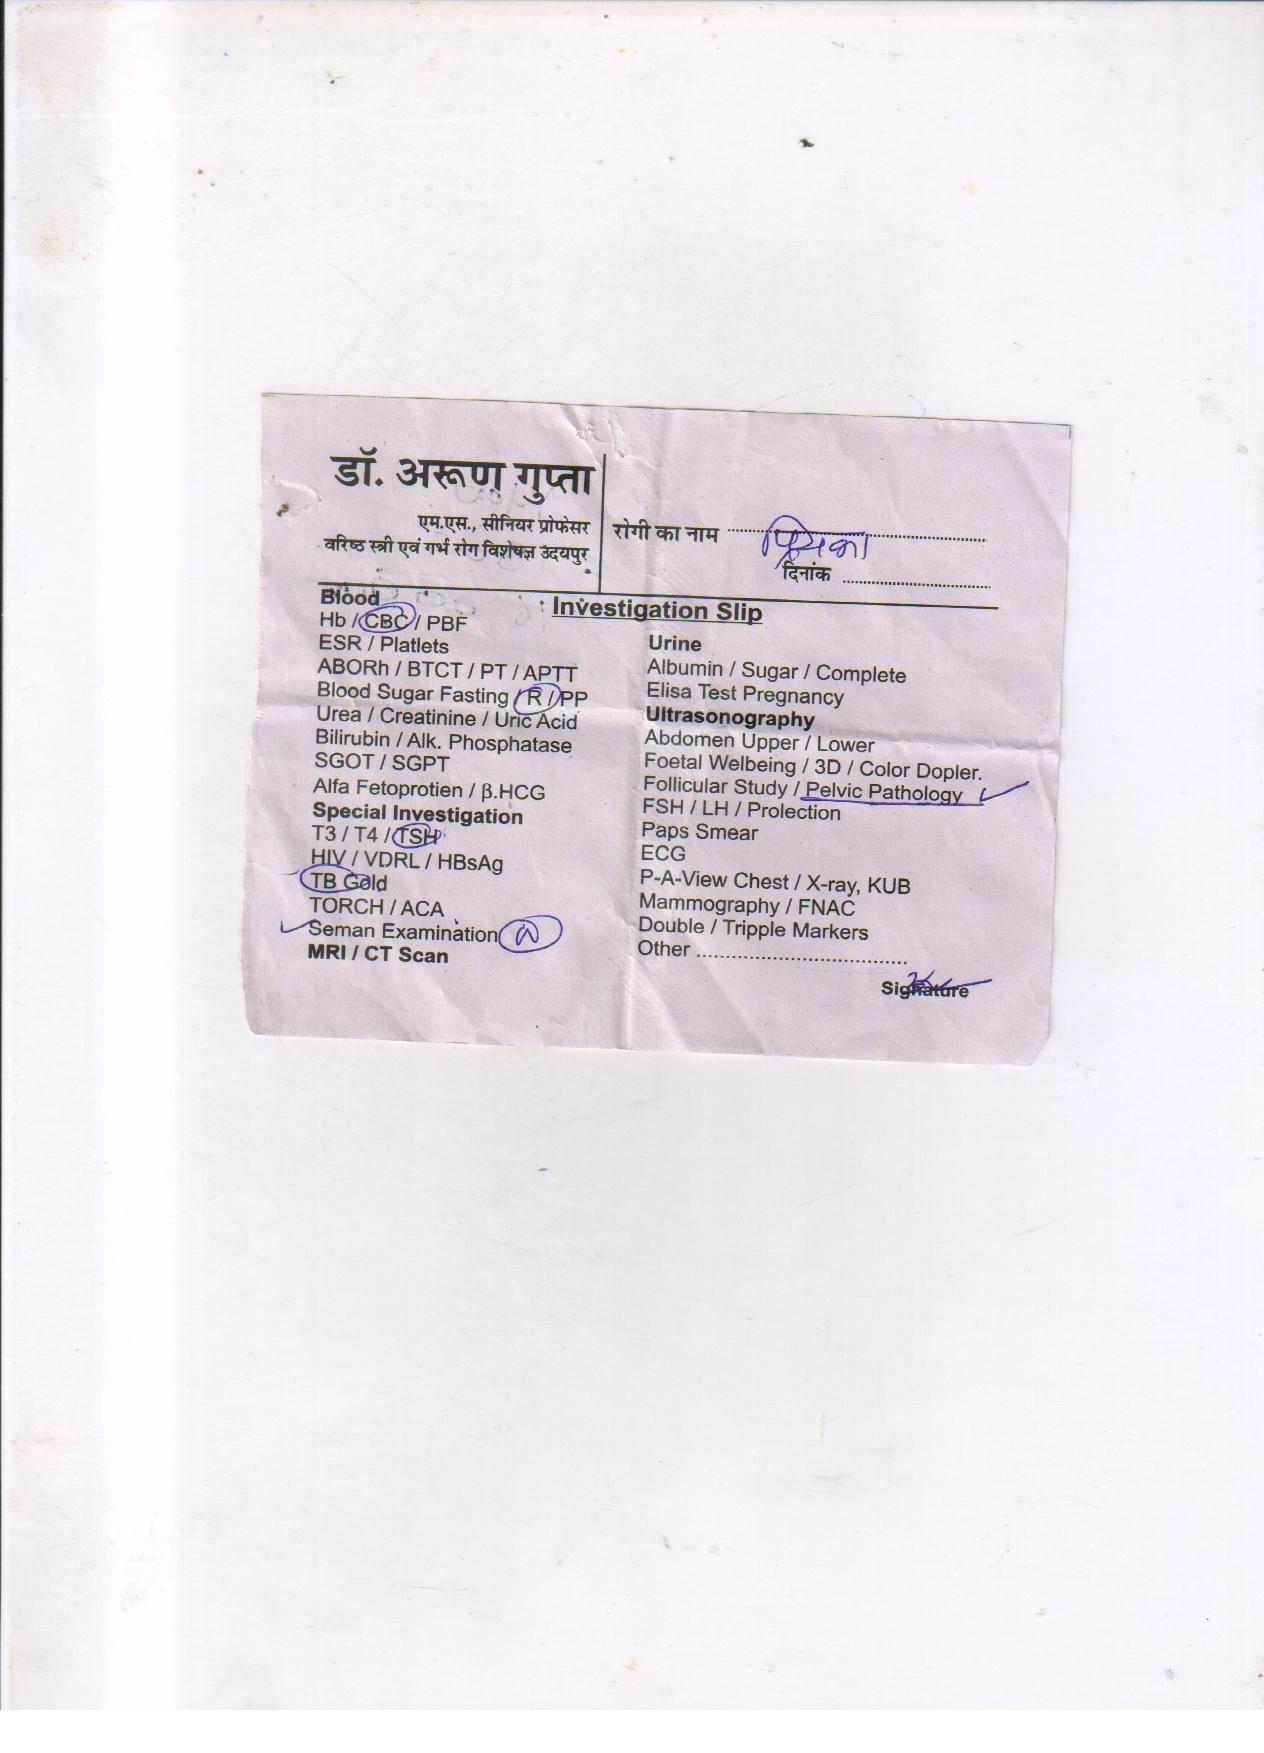 डॉ. अरूण गुप्ता
एम.एस., सीनियर प्रोफेसर
वरिष्ठ स्त्री एवं गर्भ रोग विशेषज्ञ उदयपुर
रोगी का नाम ................................
दिनांक ................................
Investigation Slip
Blood
Hb / CBC / PBF
ESR / Platlets
ABORh / BTCT / PT / APTT
Blood Sugar Fasting / R / PP
Urea / Creatinine / Uric Acid
Bilirubin / Alk. Phosphatase
SGOT / SGPT
Alfa Fetoprotien / β.HCG
Special Investigation
T3 / T4 / TSH
HIV / VDRL / HBsAg
TB Gold
TORCH / ACA
Seman Examination
MRI / CT Scan
Urine
Albumin / Sugar / Complete
Elisa Test Pregnancy
Ultrasonography
Abdomen Upper / Lower
Foetal Welbeing / 3D / Color Dopler.
Follicular Study / Pelvic Pathology
FSH / LH / Prolection
Paps Smear
ECG
P-A-View Chest / X-ray, KUB
Mammography / FNAC
Double / Tripple Markers
Other ....................................
Signature